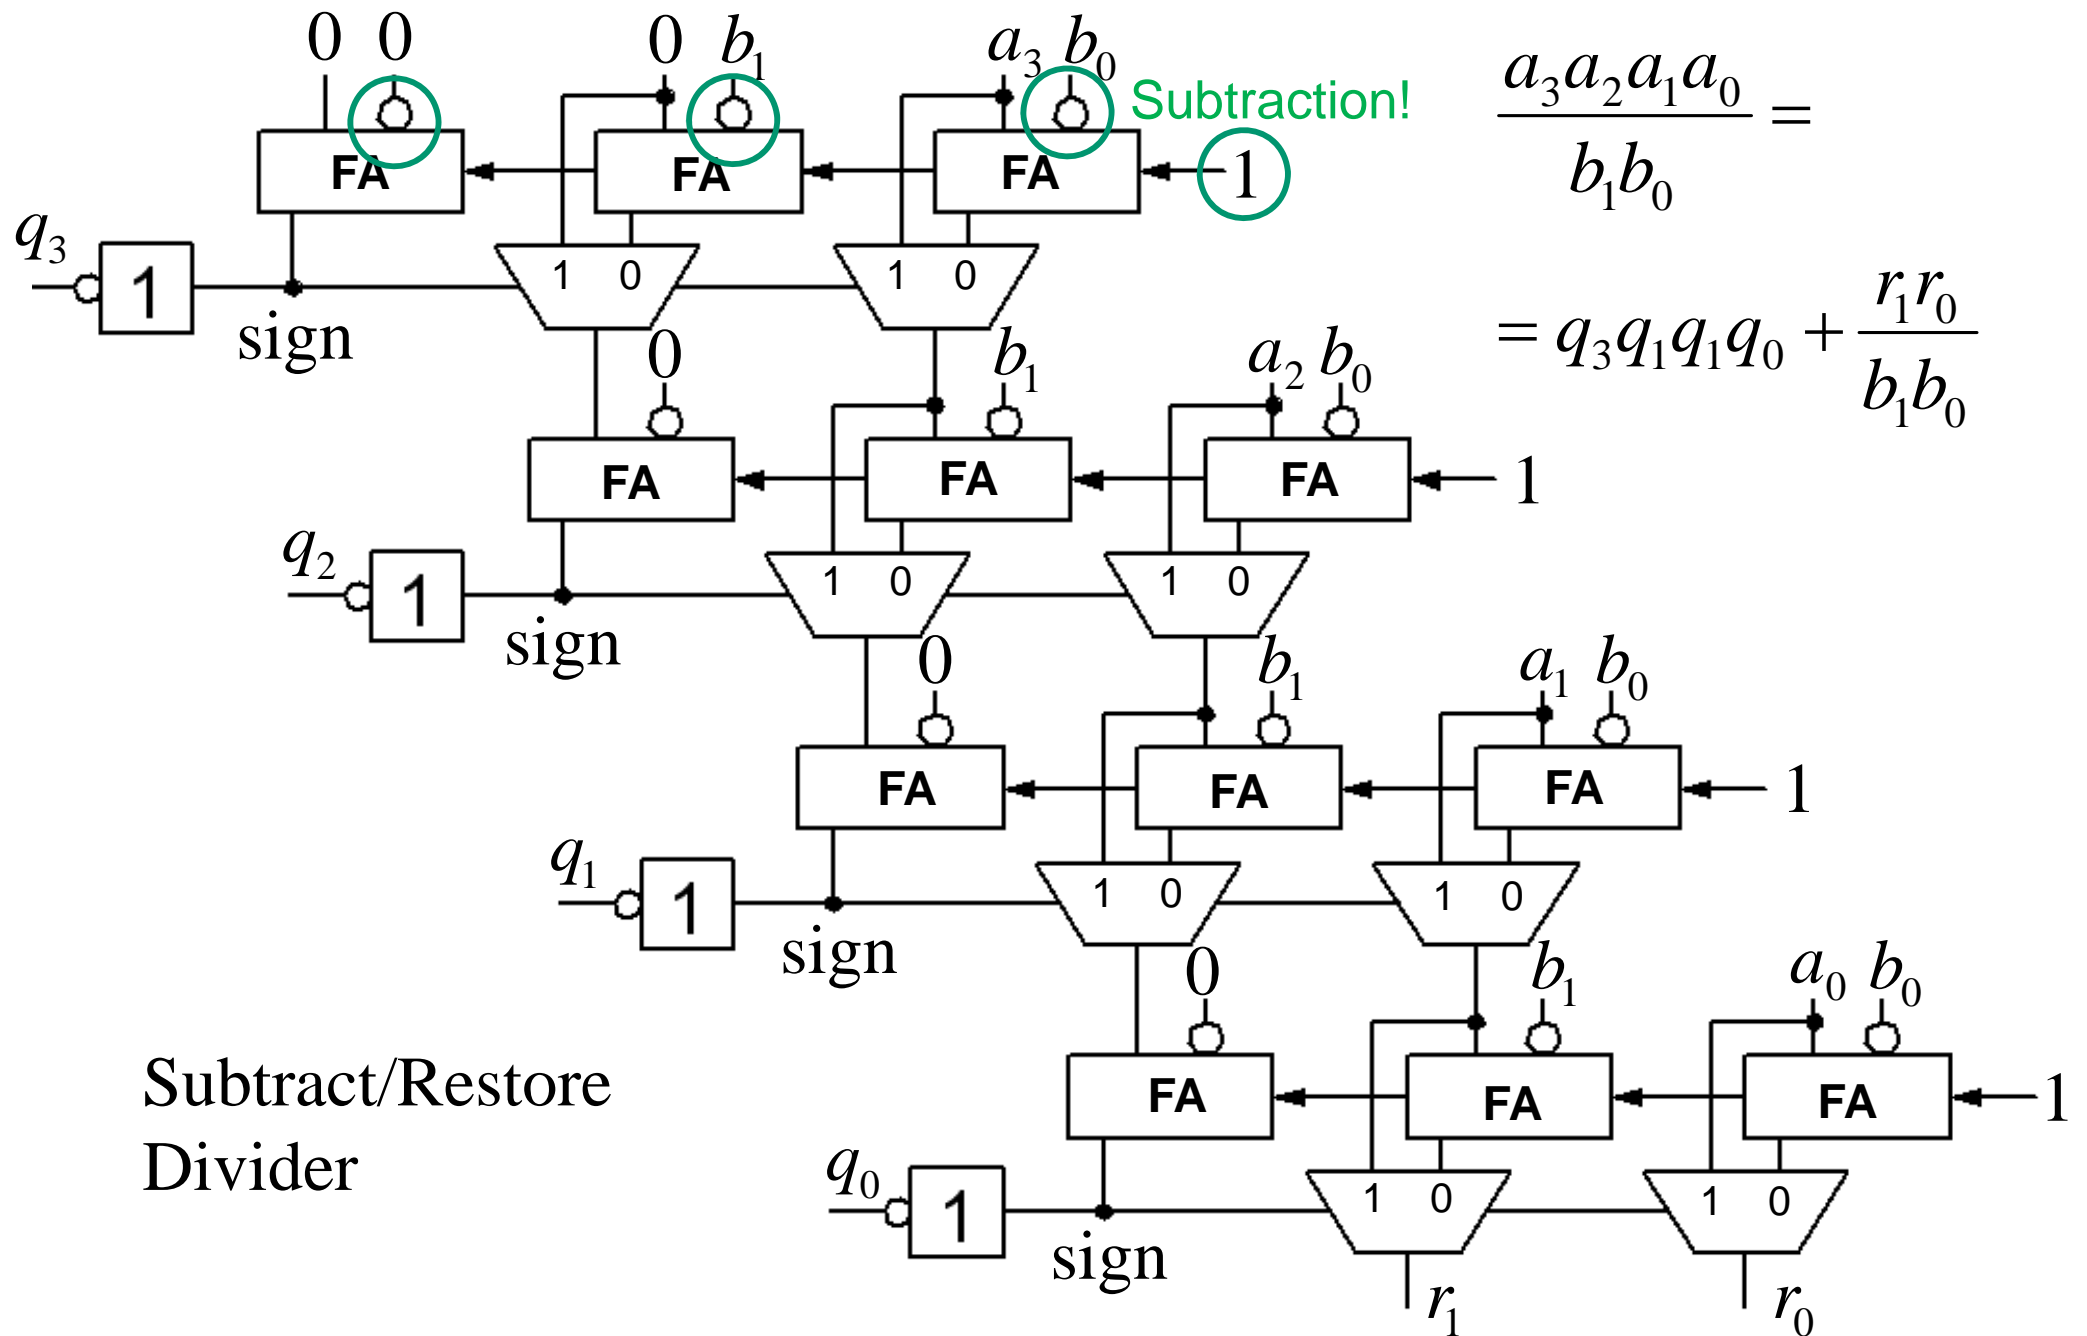 0 0 0 b₁ a₃ b₀
Subtraction!
a₃a₂a₁a₀ / b₁b₀ =
FA FA FA 1
q₃ 1 1 0 1 0
sign
= q₃q₁q₁q₀ + r₁r₀ / b₁b₀
0 b₁ a₂ b₀
FA FA FA 1
q₂ 1 1 0 1 0
sign
0 b₁ a₁ b₀
FA FA FA 1
q₁ 1 1 0 1 0
sign
0 b₁ a₀ b₀
FA FA FA 1
Subtract/Restore
Divider
q₀ 1 1 0 1 0
sign
r₁ r₀